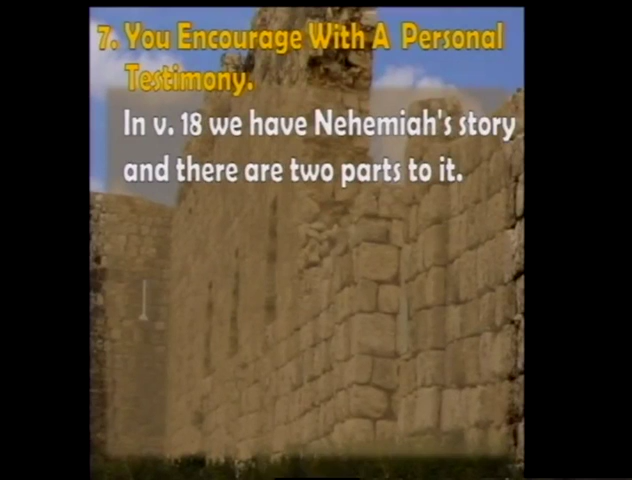 7. You Encourage With A Personal
Testimony.
In v. 18 we have Nehemiah's story
and there are two parts to it.